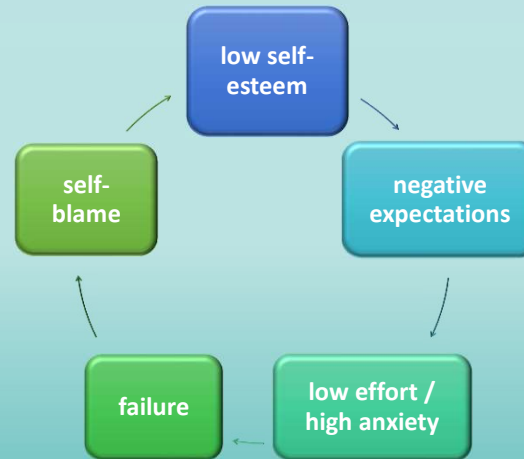 low self-
esteem
negative
expectations
low effort /
high anxiety
failure
self-
blame